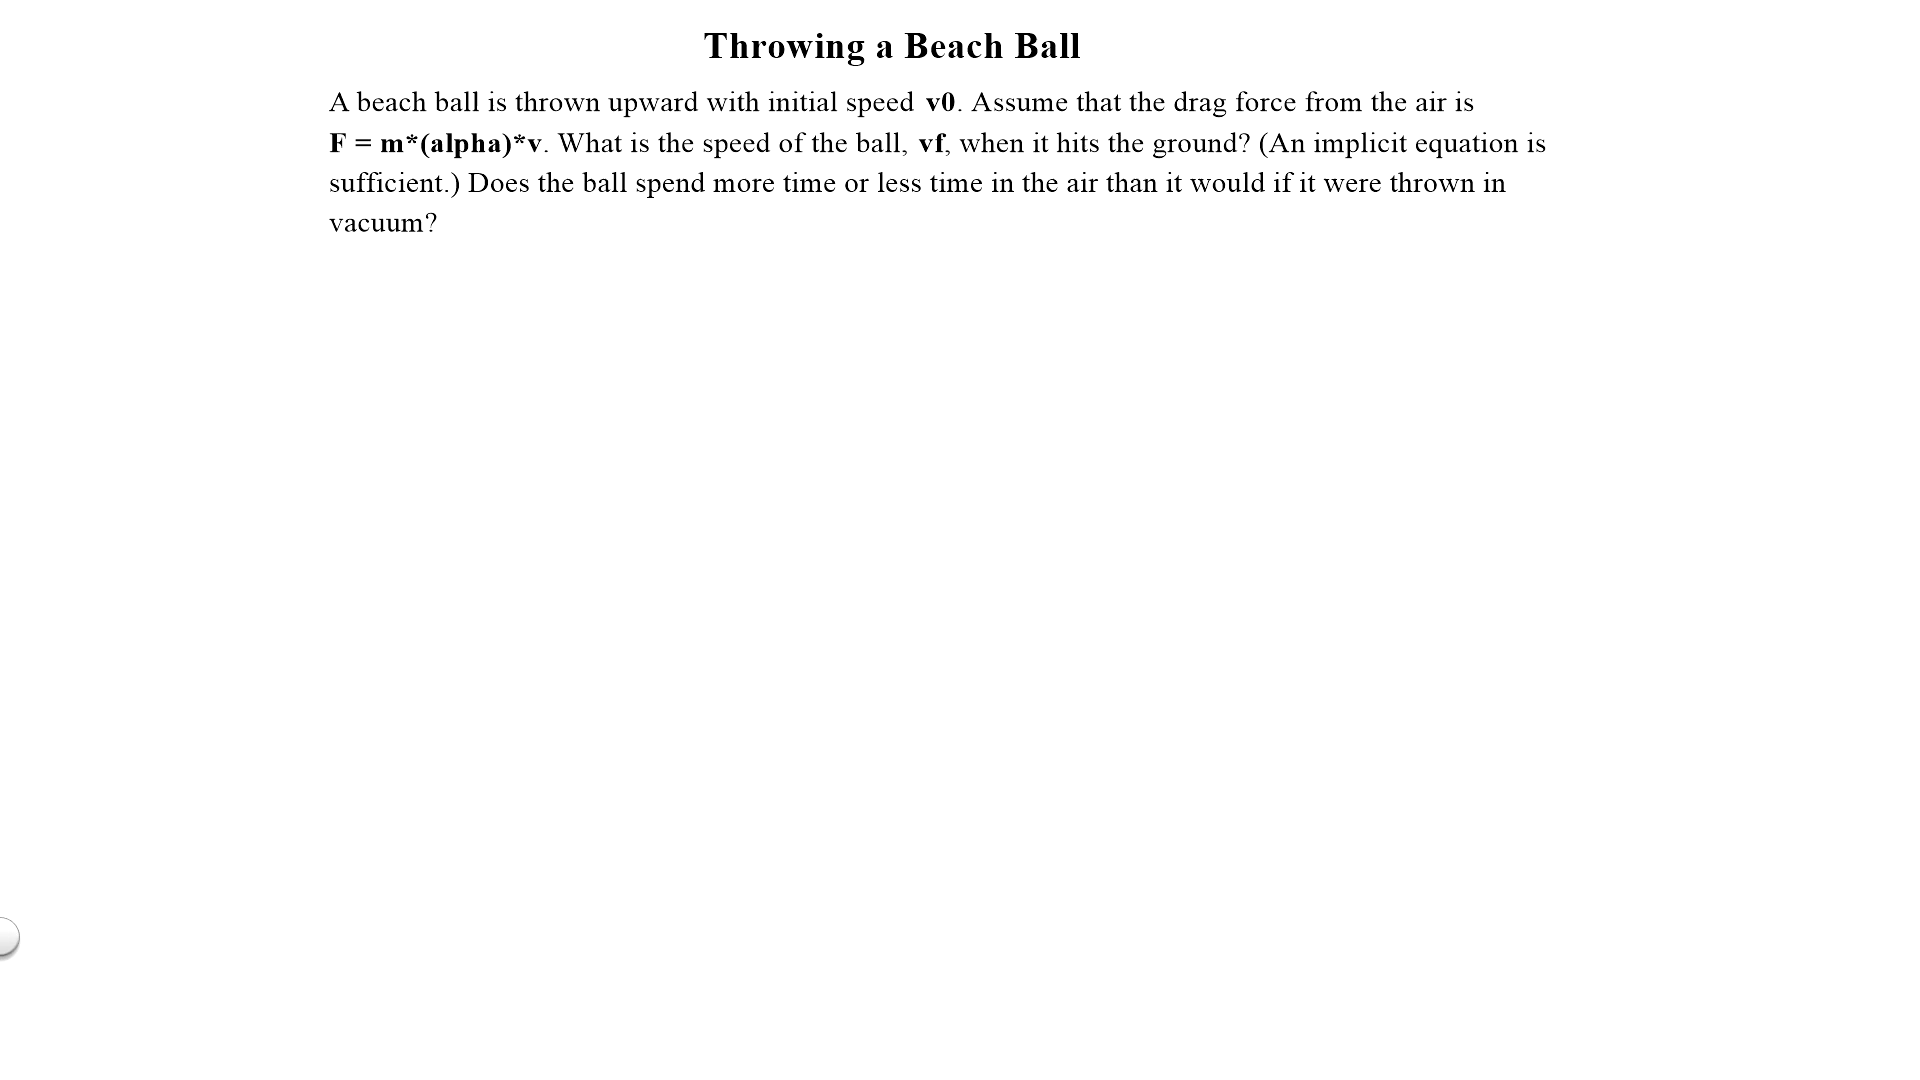 Throwing a Beach Ball
A beach ball is thrown upward with initial speed v0. Assume that the drag force from the air is
F = m*(alpha)*v. What is the speed of the ball, vf, when it hits the ground? (An implicit equation is
sufficient.) Does the ball spend more time or less time in the air than it would if it were thrown in
vacuum?